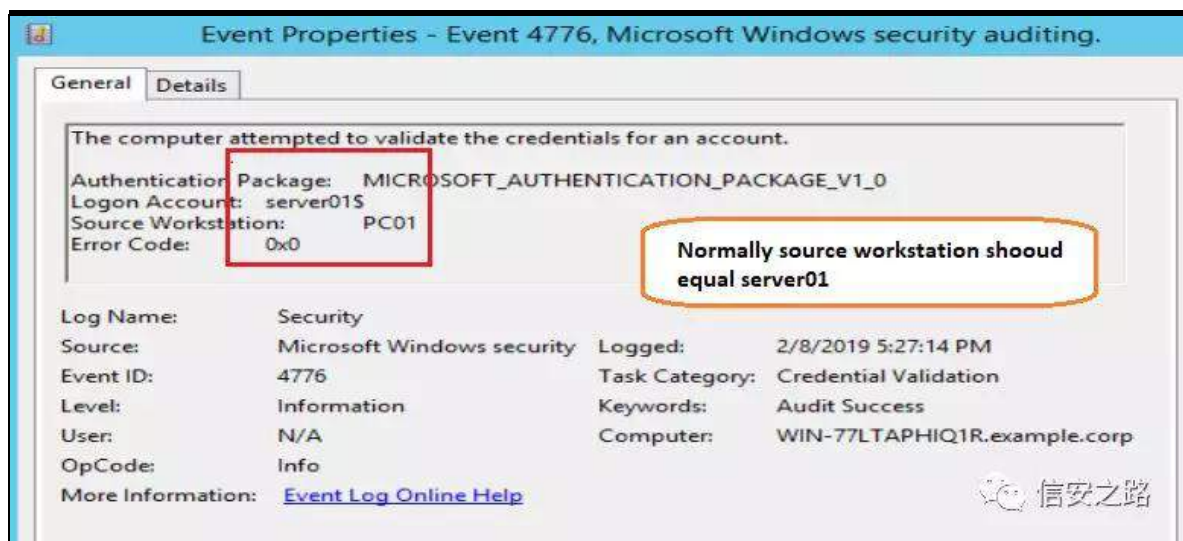 Event Properties - Event 4776, Microsoft Windows security auditing.
General Details
The computer attempted to validate the credentials for an account.
Authentication Package: MICROSOFT_AUTHENTICATION_PACKAGE_V1_0
Logon Account: server01$
Source Workstation: PC01
Error Code: 0x0
Normally source workstation shooud
equal server01
Log Name: Security
Source: Microsoft Windows security Logged: 2/8/2019 5:27:14 PM
Event ID: 4776 Task Category: Credential Validation
Level: Information Keywords: Audit Success
User: N/A Computer: WIN-77LTAPHIQ1R.example.corp
OpCode: Info
More Information: Event Log Online Help
信安之路